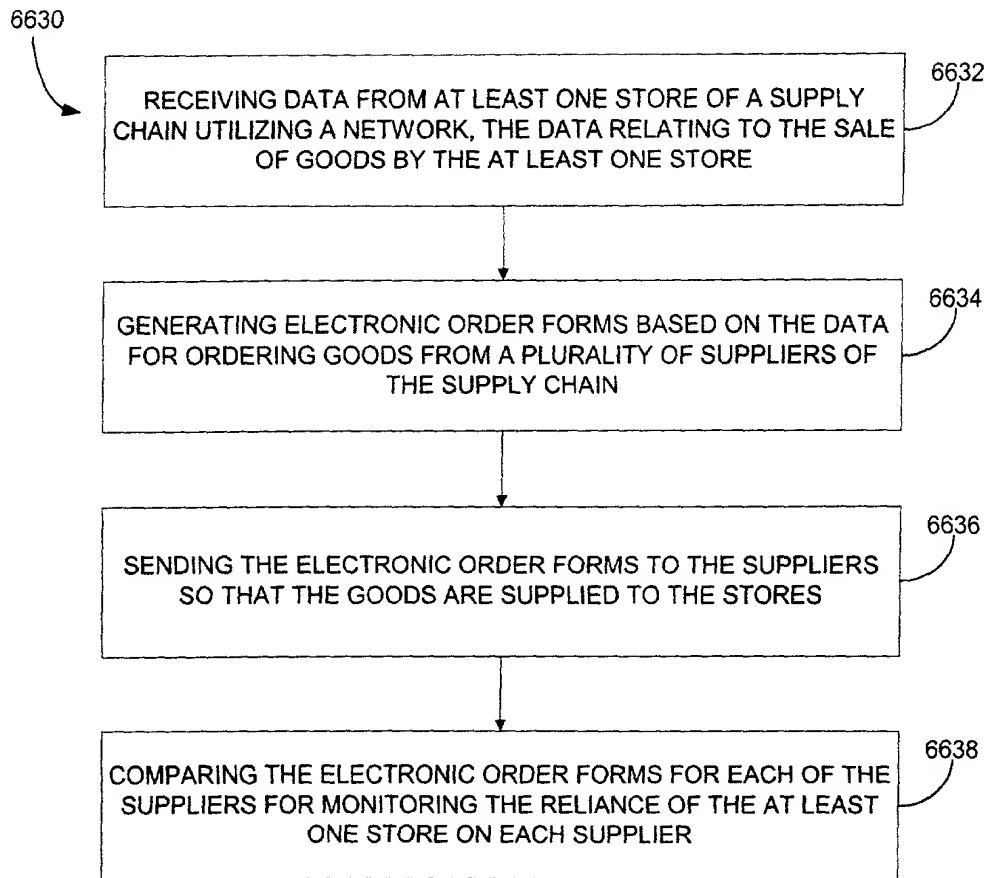 6630
6632
RECEIVING DATA FROM AT LEAST ONE STORE OF A SUPPLY
CHAIN UTILIZING A NETWORK, THE DATA RELATING TO THE SALE
OF GOODS BY THE AT LEAST ONE STORE
6634
GENERATING ELECTRONIC ORDER FORMS BASED ON THE DATA
FOR ORDERING GOODS FROM A PLURALITY OF SUPPLIERS OF
THE SUPPLY CHAIN
6636
SENDING THE ELECTRONIC ORDER FORMS TO THE SUPPLIERS
SO THAT THE GOODS ARE SUPPLIED TO THE STORES
6638
COMPARING THE ELECTRONIC ORDER FORMS FOR EACH OF THE
SUPPLIERS FOR MONITORING THE RELIANCE OF THE AT LEAST
ONE STORE ON EACH SUPPLIER